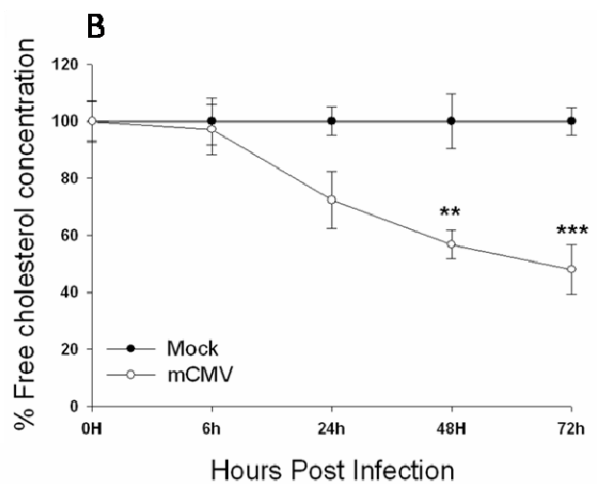 B
% Free cholesterol concentration
120
100
80
60
40
20
0
**
***
Mock
mCMV
0H 6h 24h 48H 72h
Hours Post Infection